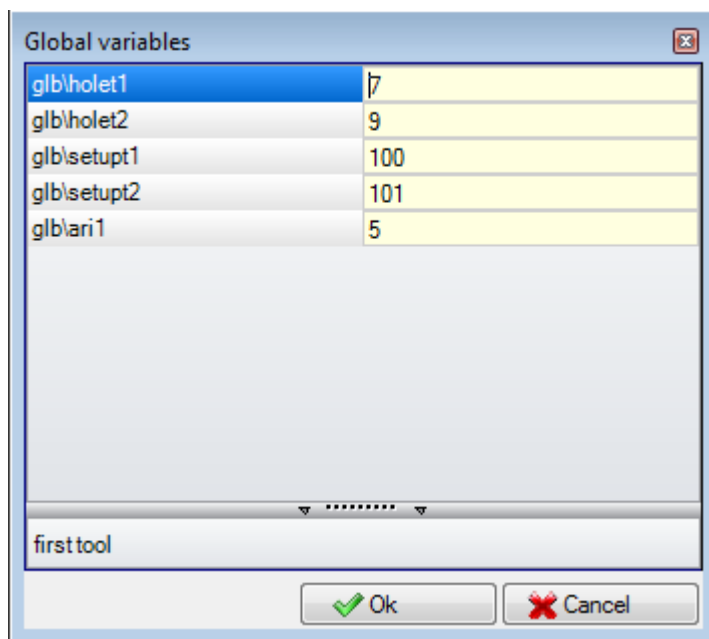 Global variables
glb\holet1 7
glb\holet2 9
glb\setupt1 100
glb\setupt2 101
glb\ari1 5
first tool
Ok Cancel